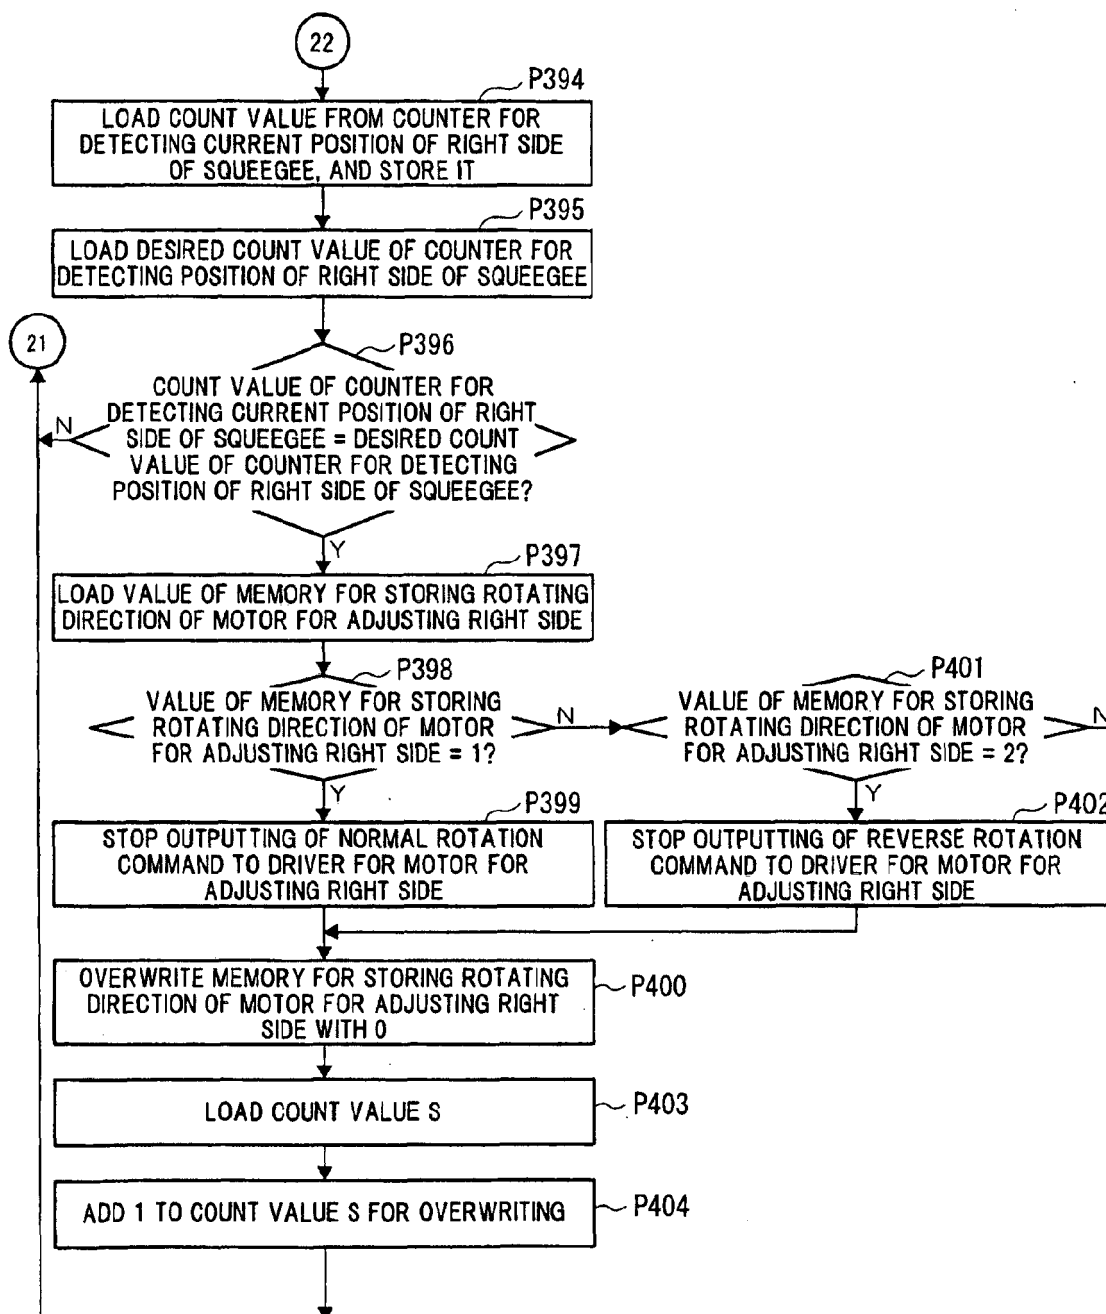 22
P394
LOAD COUNT VALUE FROM COUNTER FOR
DETECTING CURRENT POSITION OF RIGHT SIDE
OF SQUEEGEE, AND STORE IT
P395
LOAD DESIRED COUNT VALUE OF COUNTER FOR
DETECTING POSITION OF RIGHT SIDE OF SQUEEGEE
21
P396
COUNT VALUE OF COUNTER FOR
DETECTING CURRENT POSITION OF RIGHT
SIDE OF SQUEEGEE = DESIRED COUNT
VALUE OF COUNTER FOR DETECTING
POSITION OF RIGHT SIDE OF SQUEEGEE?
N
Y
P397
LOAD VALUE OF MEMORY FOR STORING ROTATING
DIRECTION OF MOTOR FOR ADJUSTING RIGHT SIDE
P398
VALUE OF MEMORY FOR STORING
ROTATING DIRECTION OF MOTOR
FOR ADJUSTING RIGHT SIDE = 1?
N
Y
P401
VALUE OF MEMORY FOR STORING
ROTATING DIRECTION OF MOTOR
FOR ADJUSTING RIGHT SIDE = 2?
N
Y
P399
STOP OUTPUTTING OF NORMAL ROTATION
COMMAND TO DRIVER FOR MOTOR FOR
ADJUSTING RIGHT SIDE
P402
STOP OUTPUTTING OF REVERSE ROTATION
COMMAND TO DRIVER FOR MOTOR FOR
ADJUSTING RIGHT SIDE
OVERWRITE MEMORY FOR STORING ROTATING
DIRECTION OF MOTOR FOR ADJUSTING RIGHT
SIDE WITH 0
P400
LOAD COUNT VALUE S
P403
ADD 1 TO COUNT VALUE S FOR OVERWRITING
P404